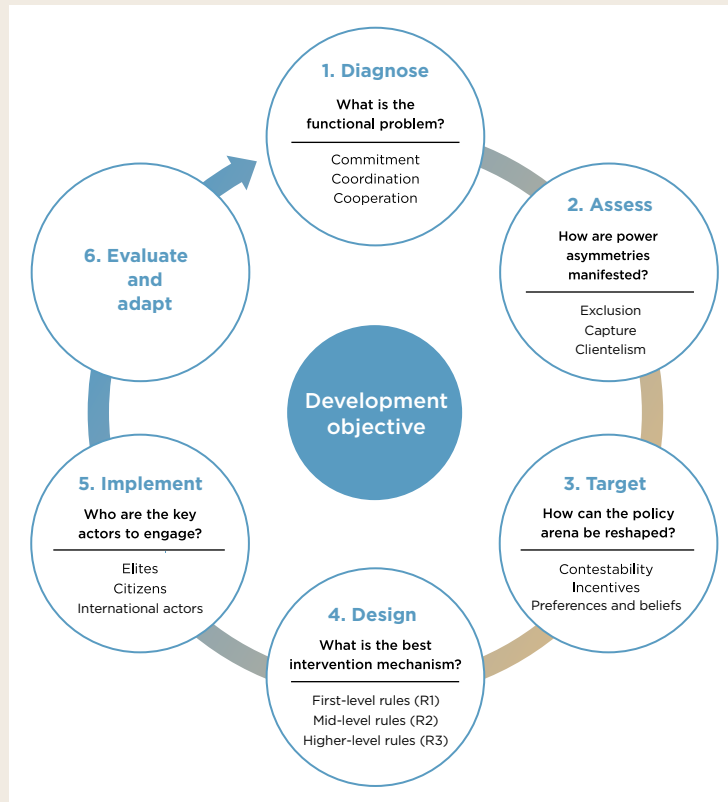 1. Diagnose
What is the
functional problem?
Commitment
Coordination
Cooperation
2. Assess
How are power
asymmetries
manifested?
Exclusion
Capture
Clientelism
3. Target
How can the policy
arena be reshaped?
Contestability
Incentives
Preferences and beliefs
4. Design
What is the best
intervention mechanism?
First-level rules (R1)
Mid-level rules (R2)
Higher-level rules (R3)
5. Implement
Who are the key
actors to engage?
Elites
Citizens
International actors
6. Evaluate
and
adapt
Development
objective